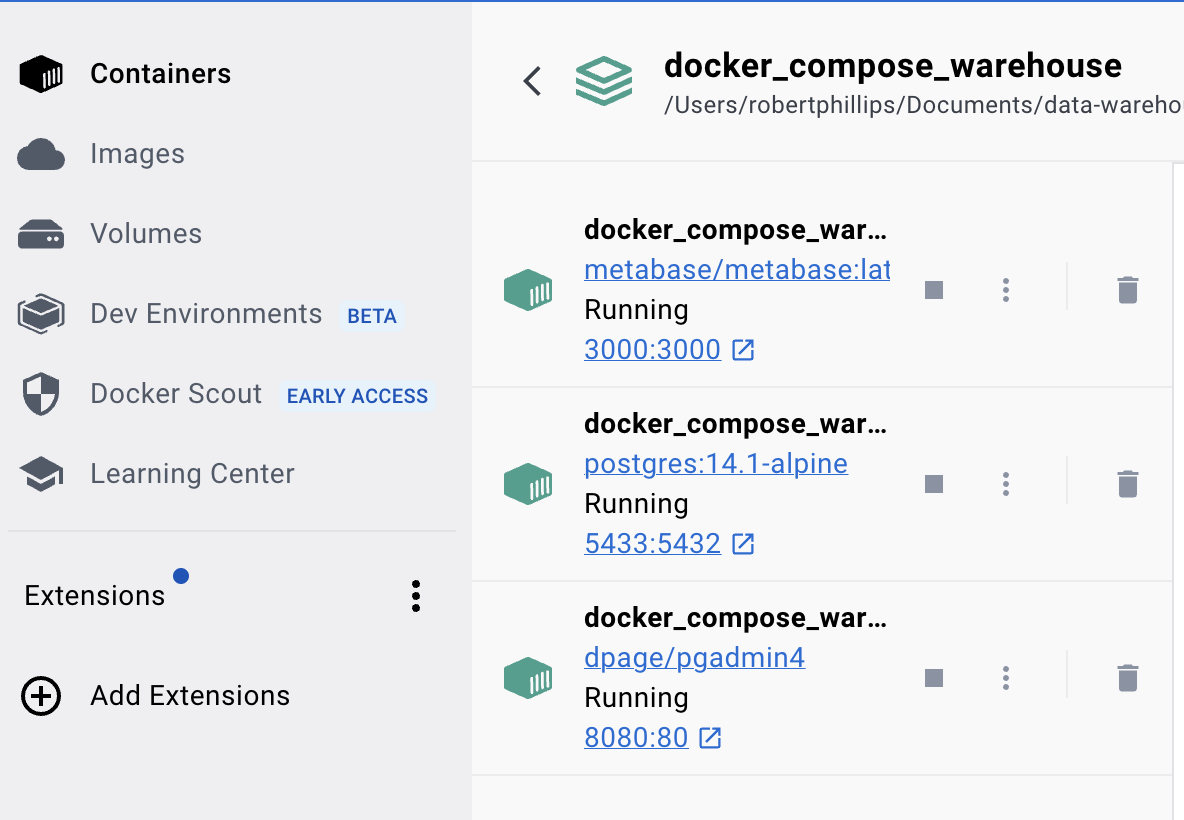 Containers
Images
Volumes
Dev Environments BETA
Docker Scout EARLY ACCESS
Learning Center
Extensions
Add Extensions
docker_compose_warehouse
/Users/robertphillips/Documents/data-wareho
docker_compose_war...
metabase/metabase:lat
Running
3000:3000
docker_compose_war...
postgres:14.1-alpine
Running
5433:5432
docker_compose_war...
dpage/pgadmin4
Running
8080:80